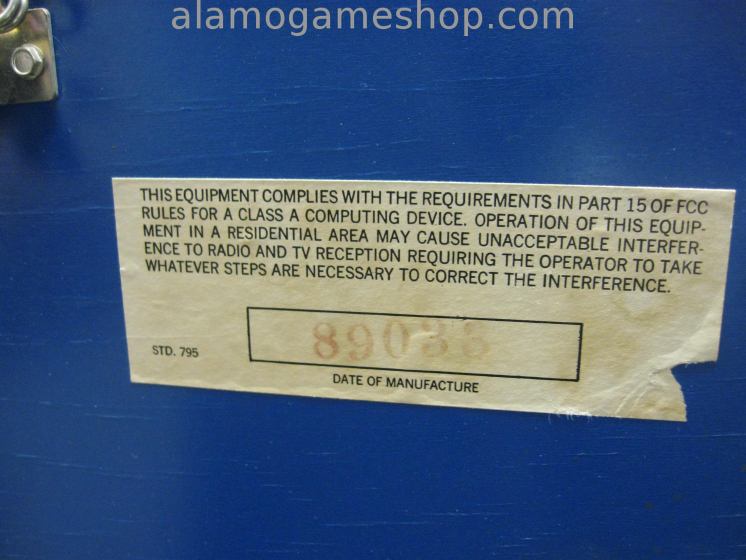 alamogameshop.com
THIS EQUIPMENT COMPLIES WITH THE REQUIREMENTS IN PART 15 OF FCC
RULES FOR A CLASS A COMPUTING DEVICE. OPERATION OF THIS EQUIP-
MENT IN A RESIDENTIAL AREA MAY CAUSE UNACCEPTABLE INTERFER-
ENCE TO RADIO AND TV RECEPTION REQUIRING THE OPERATOR TO TAKE
WHATEVER STEPS ARE NECESSARY TO CORRECT THE INTERFERENCE.
STD. 795
DATE OF MANUFACTURE